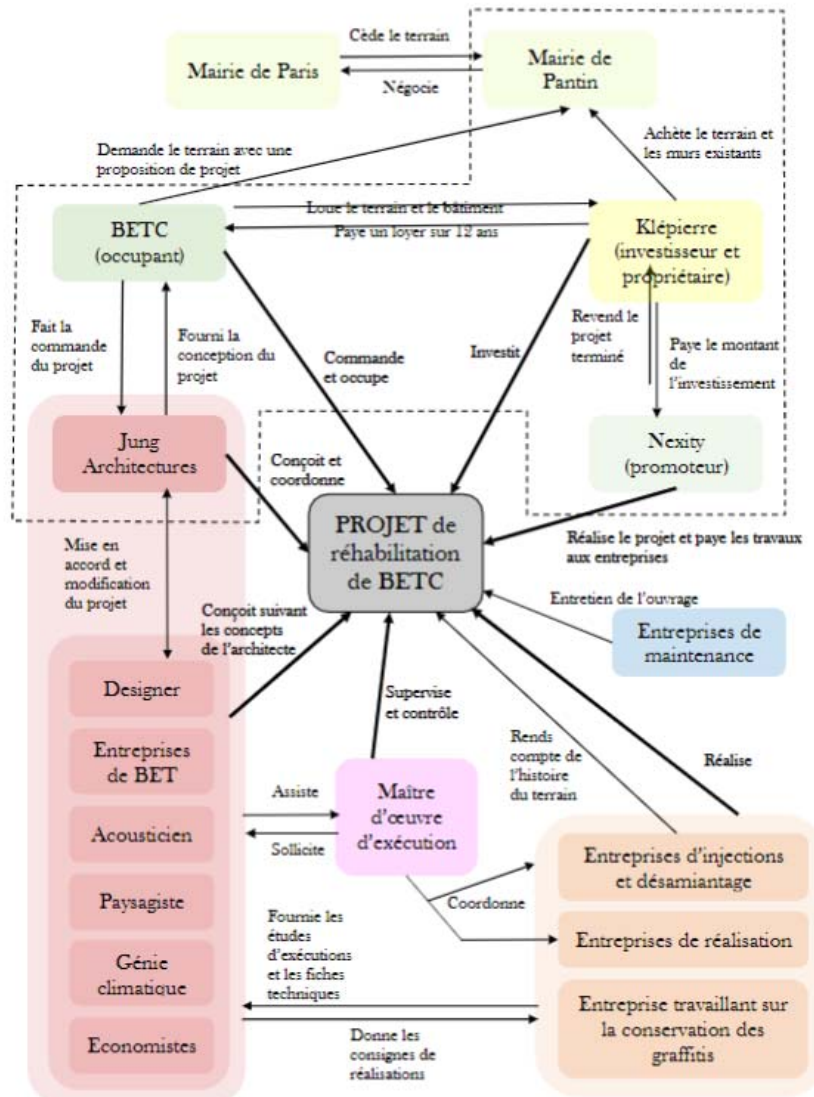 Cède le terrain
Mairie de Paris
Négocie
Mairie de
Pantin
Demande le terrain avec une
proposition de projet
Achète le terrain et
les murs existants
BETC
(occupant)
Loue le terrain et le bâtiment
Paye un loyer sur 12 ans
Klépierre
(investisseur et
propriétaire)
Fait la
commande
du projet
Fourni la
conception du
projet
Commande
et occupe
Investit
Revend le
projet
terminé
Paye le montant
de
l'investissement
Jung
Architectures
Conçoit et
coordonne
Nexity
(promoteur)
PROJET de
réhabilitation
de BETC
Réalise le projet et paye les travaux
aux entreprises
Mise en
accord et
modification
du projet
Conçoit suivant
les concepts
de l'architecte
Entretien de l'ouvrage
Entreprises de
maintenance
Designer
Entreprises
de BET
Acousticien
Paysagiste
Génie
climatique
Economistes
Supervise
et contrôle
Rends
compte de
l'histoire
du terrain
Réalise
Assiste
Sollicite
Maître
d'œuvre
d'exécution
Coordonne
Entreprises d'injections
et désamiantage
Entreprises de réalisation
Entreprise travaillant sur
la conservation des
graffitis
Fournie les
études
d'exécutions
et les fiches
techniques
Donne les
consignes de
réalisations